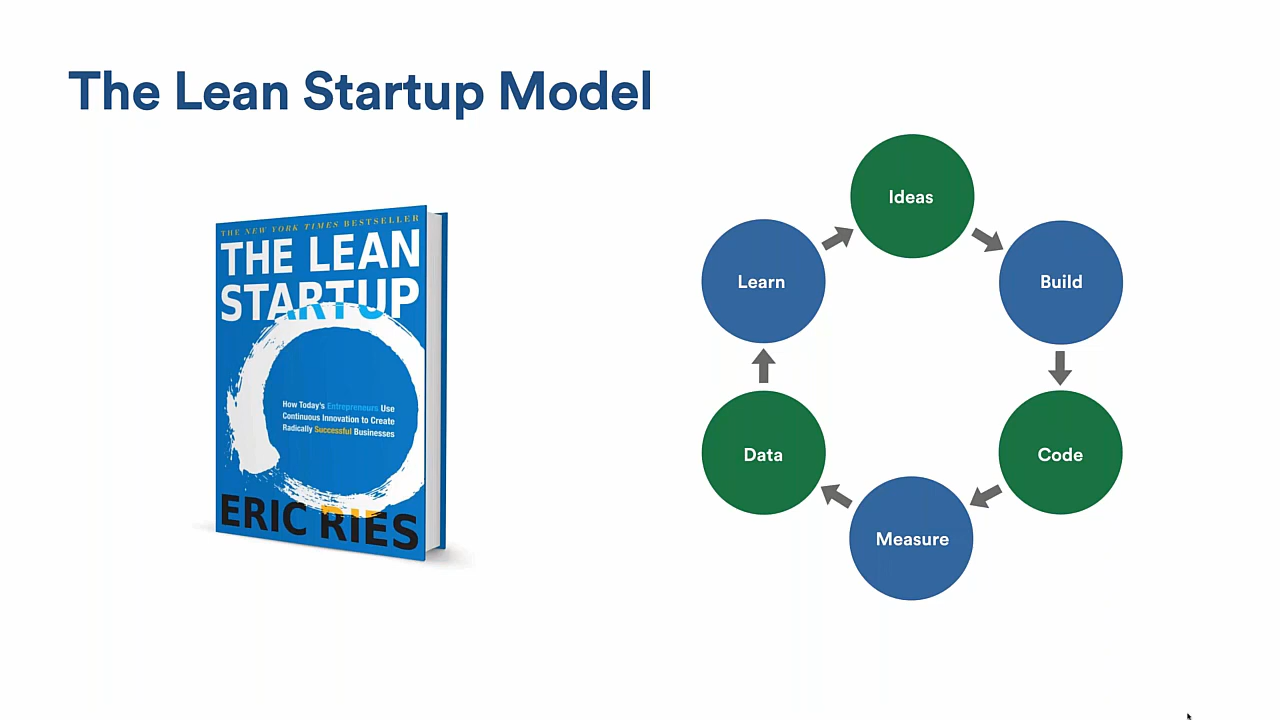 The Lean Startup Model
THE NEW YORK TIMES BESTSELLER
THE LEAN
STARTUP
How Today's Entrepreneurs Use
Continuous Innovation to Create
Radically Successful Businesses
ERIC RIES
Ideas
Build
Code
Measure
Data
Learn